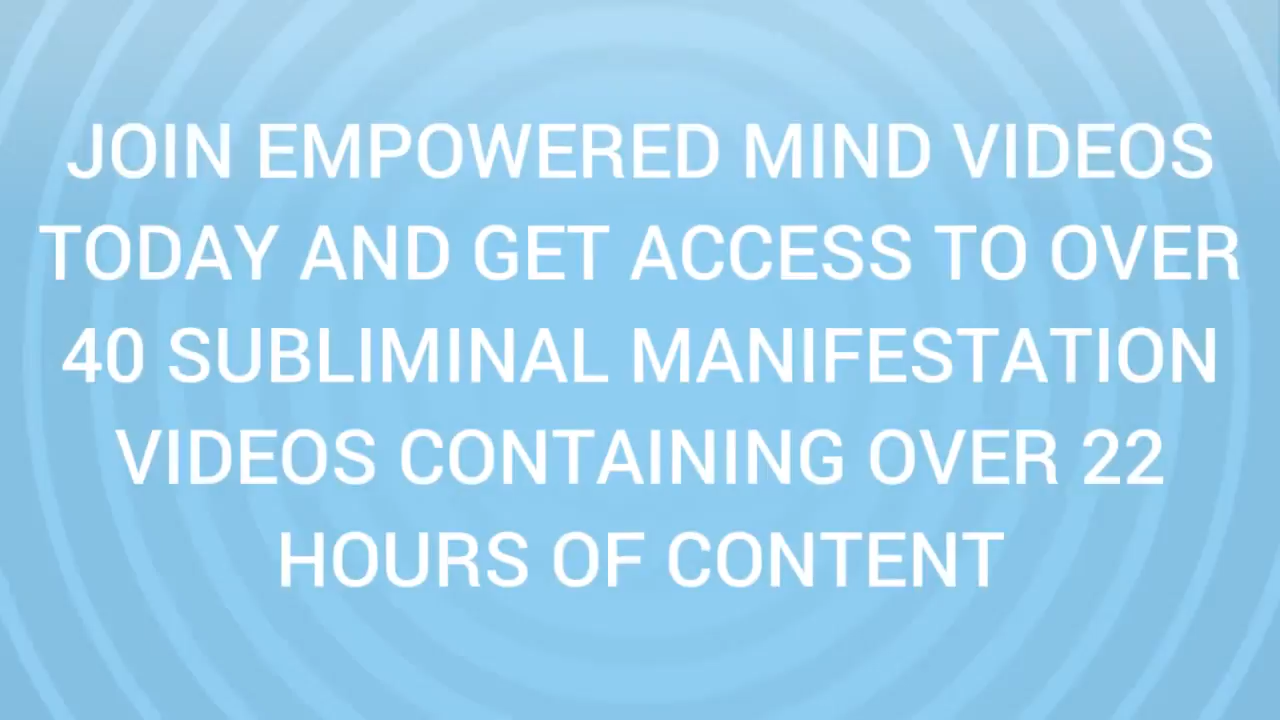 JOIN EMPOWERED MIND VIDEOS
TODAY AND GET ACCESS TO OVER
40 SUBLIMINAL MANIFESTATION
VIDEOS CONTAINING OVER 22
HOURS OF CONTENT